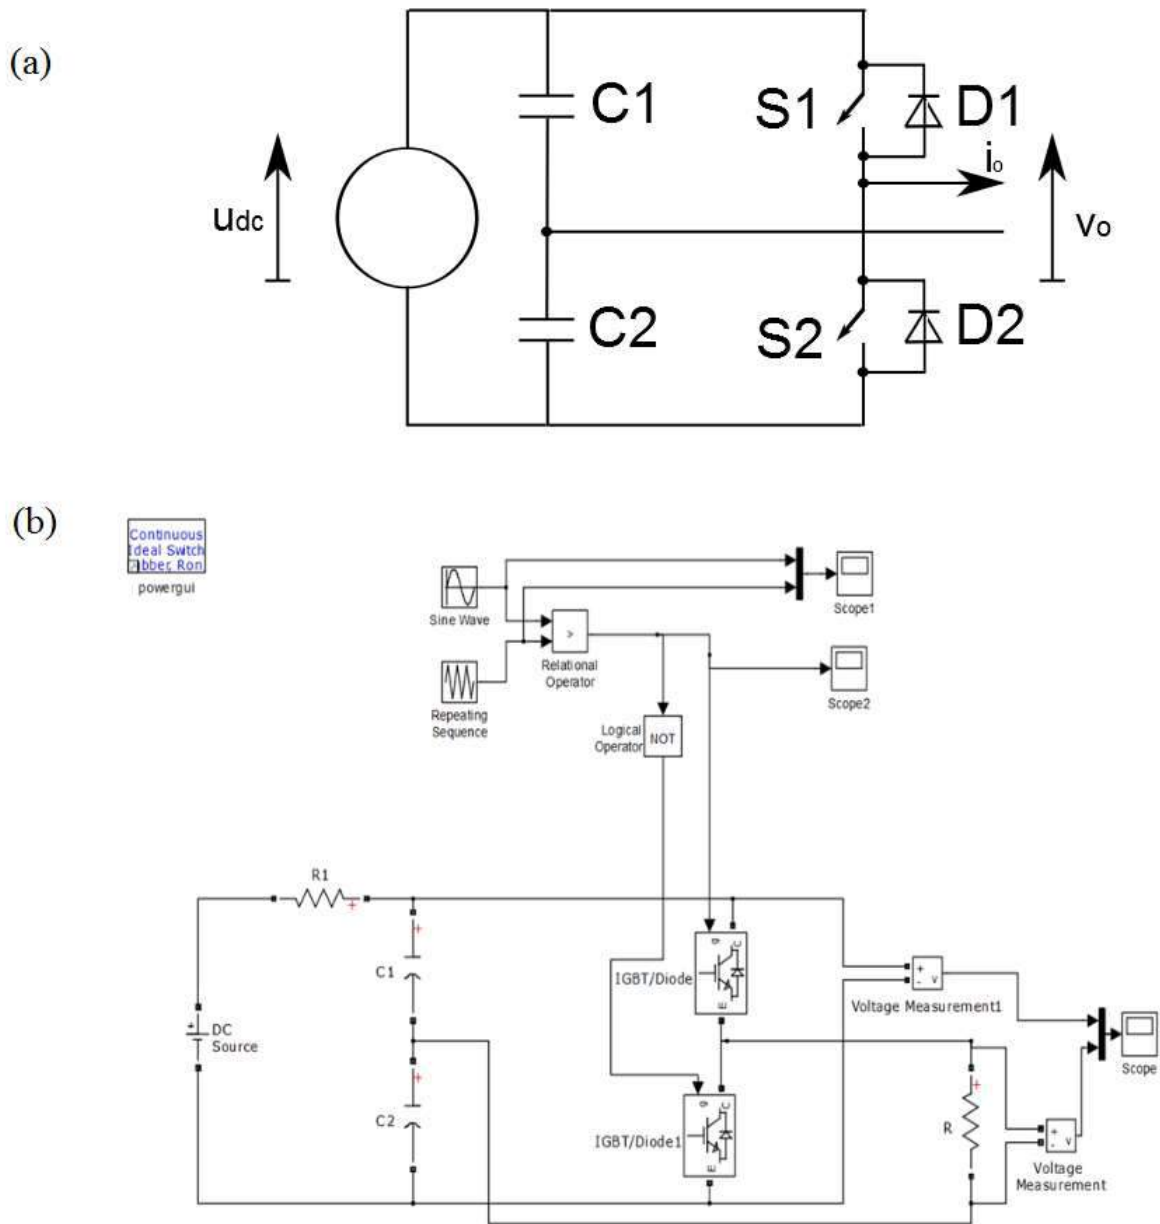 (a)
C1
S1
D1
io
udc
vo
C2
S2
D2
(b)
Continuous
Ideal Switch
powergui
Sine Wave
Scope1
>
Relational
Operator
Repeating
Sequence
Scope2
Logical
Operator
NOT
R1
+
+
C1
g
C
IGBT/Diode
E
+
-
v
Voltage Measurement1
+
DC
Source
Scope
+
C2
g
C
IGBT/Diode1
E
+
R
+
-
v
Voltage
Measurement